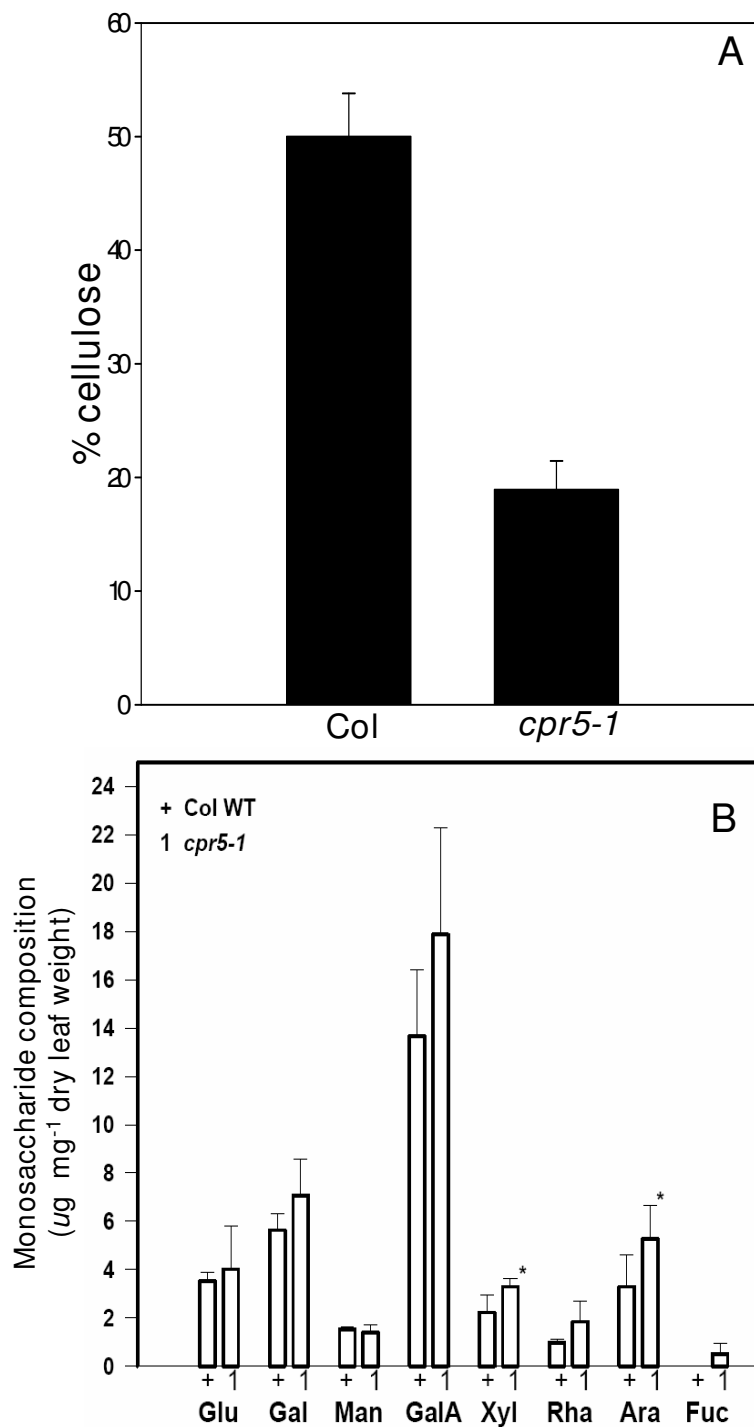 A
60
50
40
30
20
10
0
% cellulose
Col cpr5-1
B
+ Col WT
1 cpr5-1
24
22
20
18
16
14
12
10
8
6
4
2
0
Monosaccharide composition
(ug mg-1 dry leaf weight)
*
*
+ 1 + 1 + 1 + 1 + 1 + 1 + 1 + 1
Glu Gal Man GalA Xyl Rha Ara Fuc